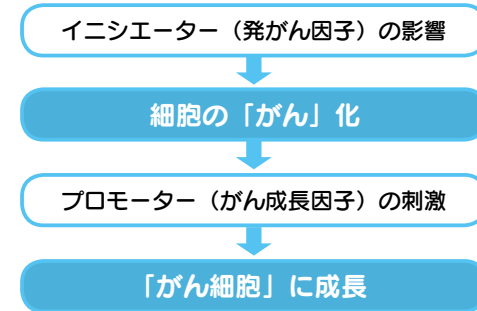 イニシエーター（発がん因子）の影響
細胞の「がん」化
プロモーター（がん成長因子）の刺激
「がん細胞」に成長